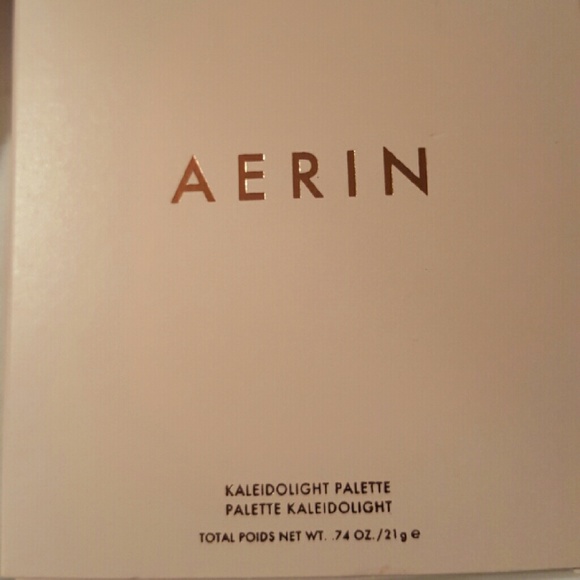 AERIN
KALEIDOLIGHT PALETTE
PALETTE KALEIDOLIGHT
TOTAL POIDS NET WT. .74 OZ./21g ℮